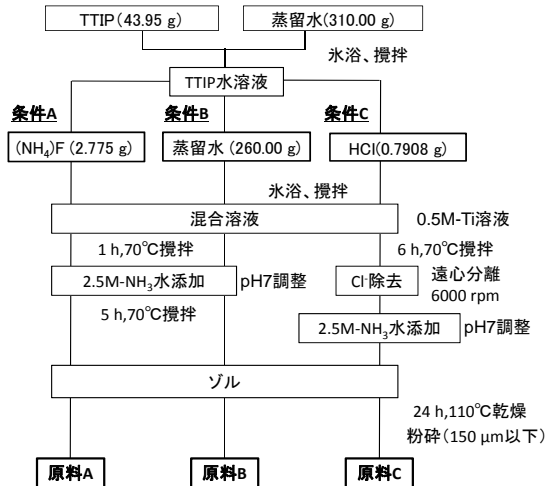 TTIP(43.95 g)
蒸留水(310.00 g)
氷浴、攪拌
TTIP水溶液
条件A
条件B
条件C
(NH₄)F (2.775 g)
蒸留水 (260.00 g)
HCl(0.7908 g)
氷浴、攪拌
混合溶液
0.5M-Ti溶液
1 h,70℃攪拌
6 h,70℃攪拌
2.5M-NH₃水添加
pH7調整
Cl⁻除去
遠心分離
6000 rpm
5 h,70℃攪拌
2.5M-NH₃水添加
pH7調整
ゾル
24 h,110℃乾燥
粉砕(150 μm以下)
原料A
原料B
原料C